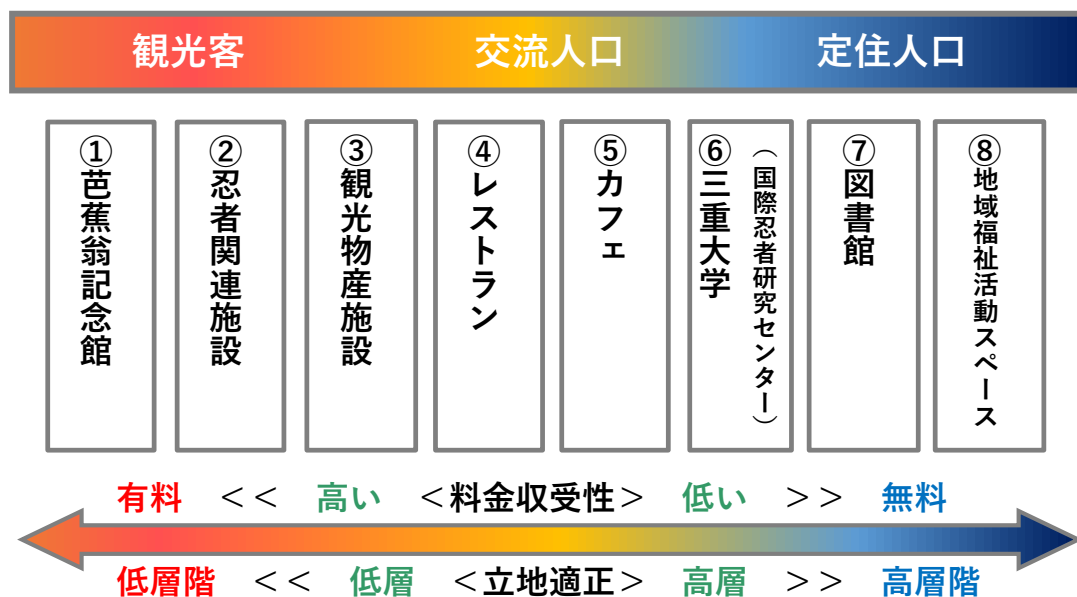 観光客 交流人口 定住人口
①芭蕉翁記念館
②忍者関連施設
③観光物産施設
④レストラン
⑤カフェ
⑥三重大学
（国際忍者研究センター）
⑦図書館
⑧地域福祉活動スペース
有料 ＜＜ 高い ＜料金収受性＞ 低い ＞＞ 無料
低層階 ＜＜ 低層 ＜立地適正＞ 高層 ＞＞ 高層階